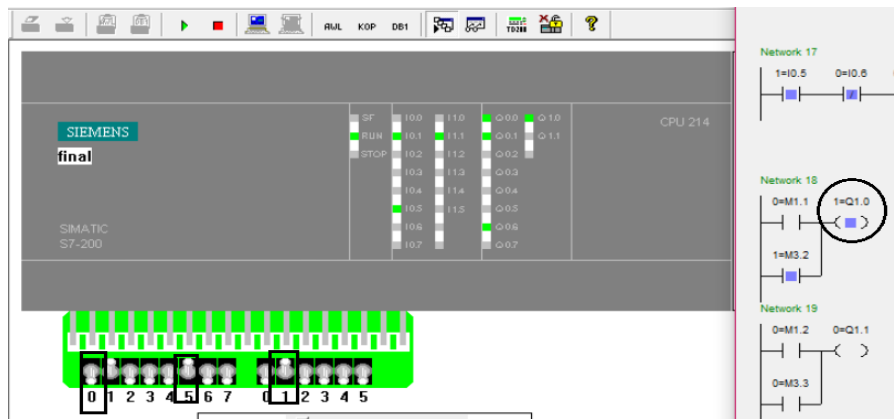 AWL KOP DB1 TD200
SIEMENS
final
SIMATIC
S7-200
SF I0.0 I1.0 Q0.0 Q1.0
RUN I0.1 I1.1 Q0.1 Q1.1
STOP I0.2 I1.2 Q0.2
I0.3 I1.3 Q0.3
I0.4 I1.4 Q0.4
I0.5 I1.5 Q0.5
I0.6 Q0.6
I0.7 Q0.7
CPU 214
0 1 2 3 4 5 6 7 0 1 2 3 4 5
Network 17
1=I0.5 0=I0.6
Network 18
0=M1.1 1=Q1.0
1=M3.2
Network 19
0=M1.2 0=Q1.1
0=M3.3